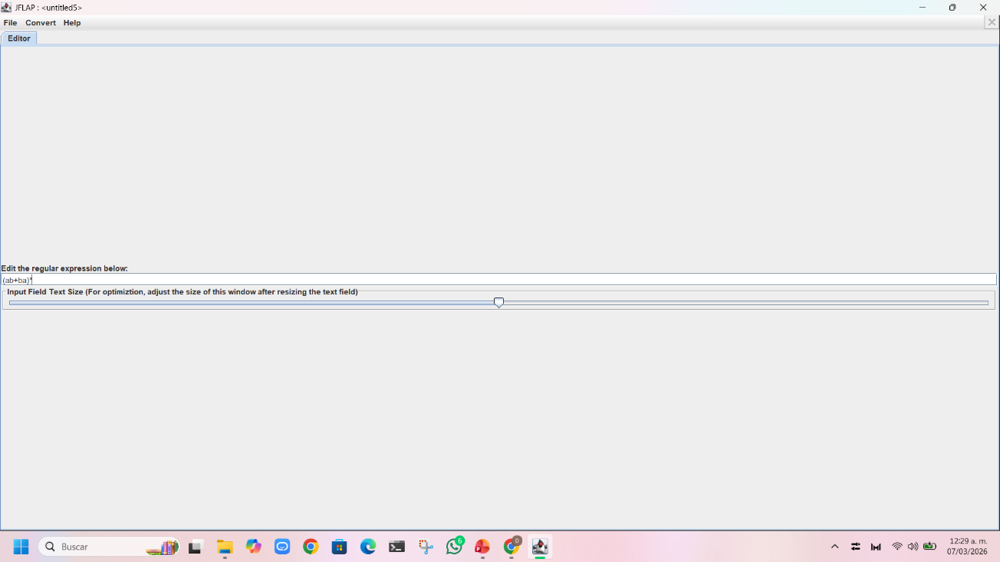 JFLAP : <untitled5>
File Convert Help
Editor
Edit the regular expression below:
(ab+ba)*
Input Field Text Size (For optimiztion, adjust the size of this window after resizing the text field)
Buscar
6
D
12:29 a. m.
07/03/2026